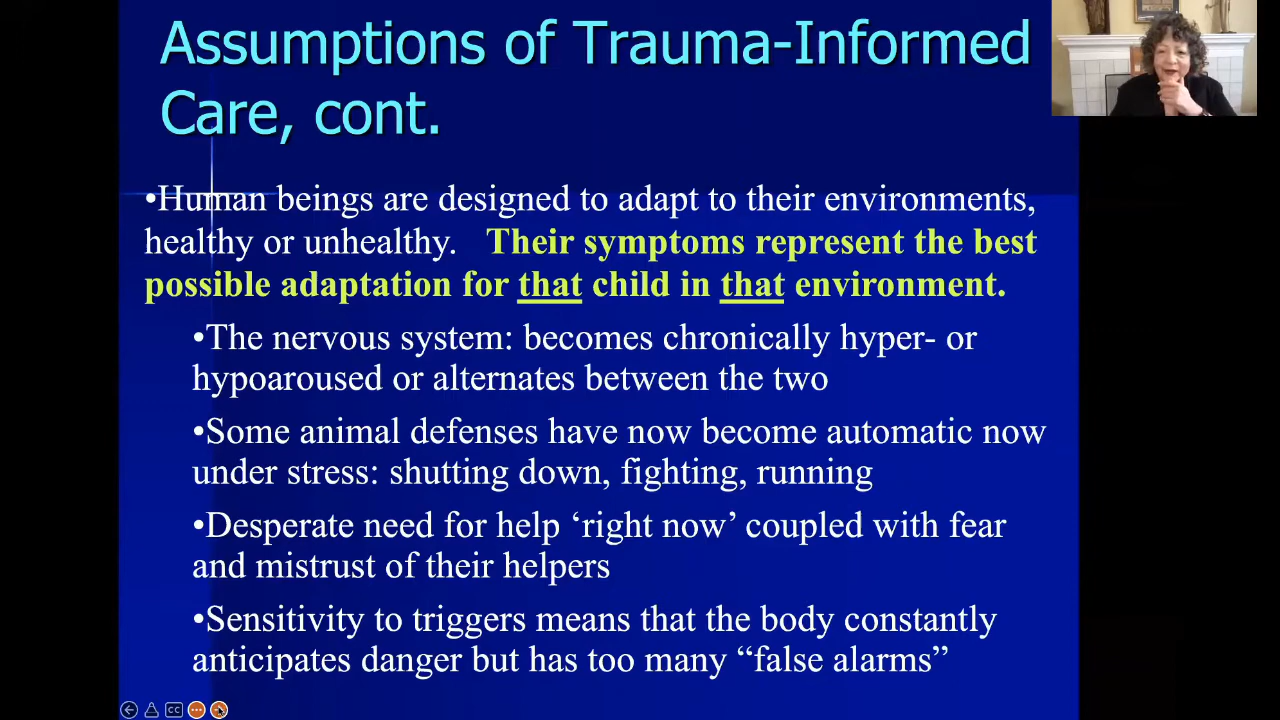 Assumptions of Trauma-Informed
Care, cont.
•Human beings are designed to adapt to their environments,
healthy or unhealthy. Their symptoms represent the best
possible adaptation for that child in that environment.
•The nervous system: becomes chronically hyper- or
hypoaroused or alternates between the two
•Some animal defenses have now become automatic now
under stress: shutting down, fighting, running
•Desperate need for help ‘right now’ coupled with fear
and mistrust of their helpers
•Sensitivity to triggers means that the body constantly
anticipates danger but has too many “false alarms”
CC